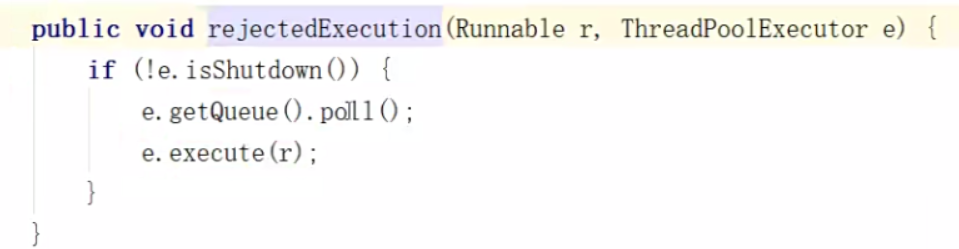 public void rejectedExecution(Runnable r, ThreadPoolExecutor e) {
if (!e.isShutdown()) {
e.getQueue().poll();
e.execute(r);
}
}